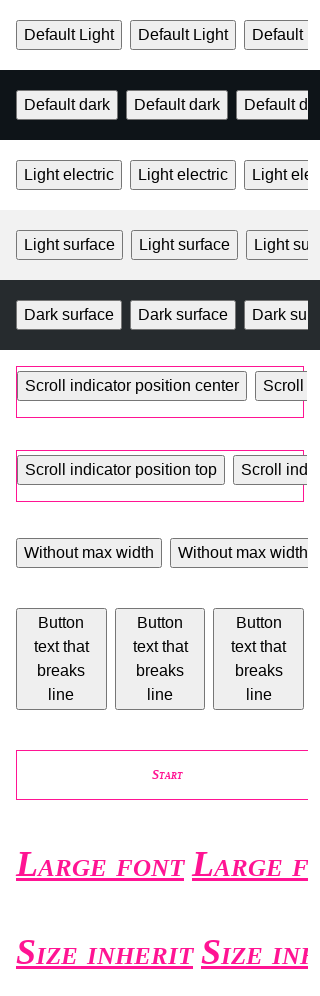 Default Light Default Light Default
Default dark Default dark Default d
Light electric Light electric Light ele
Light surface Light surface Light su
Dark surface Dark surface Dark su
Scroll indicator position center Scroll
Scroll indicator position top Scroll ind
Without max width Without max width
Button Button Button
text that text that text that
breaks breaks breaks
line line line
Start
Large font Large f
Size inherit Size inh